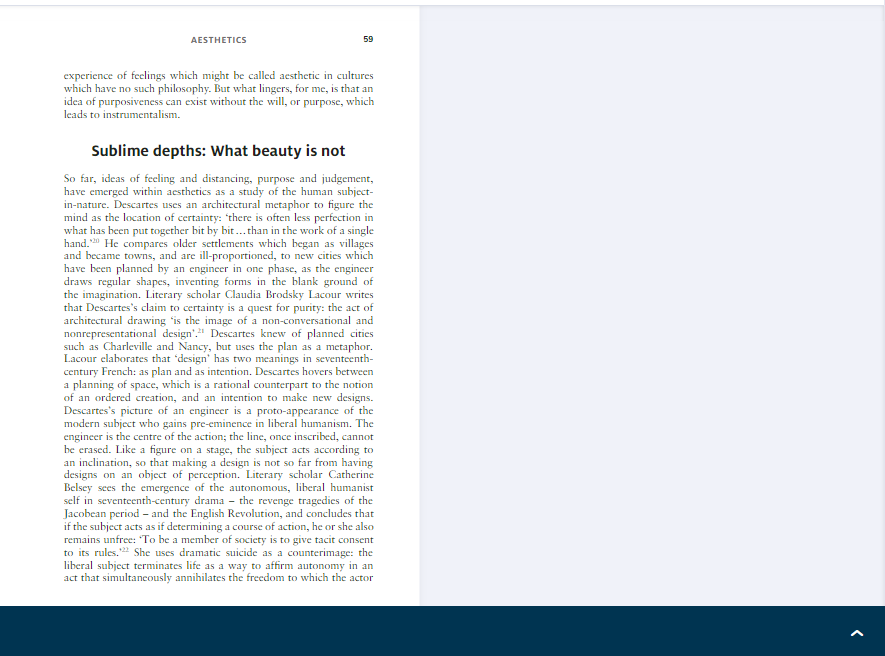 AESTHETICS 59
experience of feelings which might be called aesthetic in cultures
which have no such philosophy. But what lingers, for me, is that an
idea of purposiveness can exist without the will, or purpose, which
leads to instrumentalism.
Sublime depths: What beauty is not
So far, ideas of feeling and distancing, purpose and judgement,
have emerged within aesthetics as a study of the human subject-
in-nature. Descartes uses an architectural metaphor to figure the
mind as the location of certainty: ‘there is often less perfection in
what has been put together bit by bit … than in the work of a single
hand.’20 He compares older settlements which began as villages
and became towns, and are ill-proportioned, to new cities which
have been planned by an engineer in one phase, as the engineer
draws regular shapes, inventing forms in the blank ground of
the imagination. Literary scholar Claudia Brodsky Lacour writes
that Descartes’s claim to certainty is a quest for purity: the act of
architectural drawing ‘is the image of a non-conversational and
nonrepresentational design’.21 Descartes knew of planned cities
such as Charleville and Nancy, but uses the plan as a metaphor.
Lacour elaborates that ‘design’ has two meanings in seventeenth-
century French: as plan and as intention. Descartes hovers between
a planning of space, which is a rational counterpart to the notion
of an ordered creation, and an intention to make new designs.
Descartes’s picture of an engineer is a proto-appearance of the
modern subject who gains pre-eminence in liberal humanism. The
engineer is the centre of the action; the line, once inscribed, cannot
be erased. Like a figure on a stage, the subject acts according to
an inclination, so that making a design is not so far from having
designs on an object of perception. Literary scholar Catherine
Belsey sees the emergence of the autonomous, liberal humanist
self in seventeenth-century drama – the revenge tragedies of the
Jacobean period – and the English Revolution, and concludes that
if the subject acts as if determining a course of action, he or she also
remains unfree: ‘To be a member of society is to give tacit consent
to its rules.’22 She uses dramatic suicide as a counterimage: the
liberal subject terminates life as a way to affirm autonomy in an
act that simultaneously annihilates the freedom to which the actor